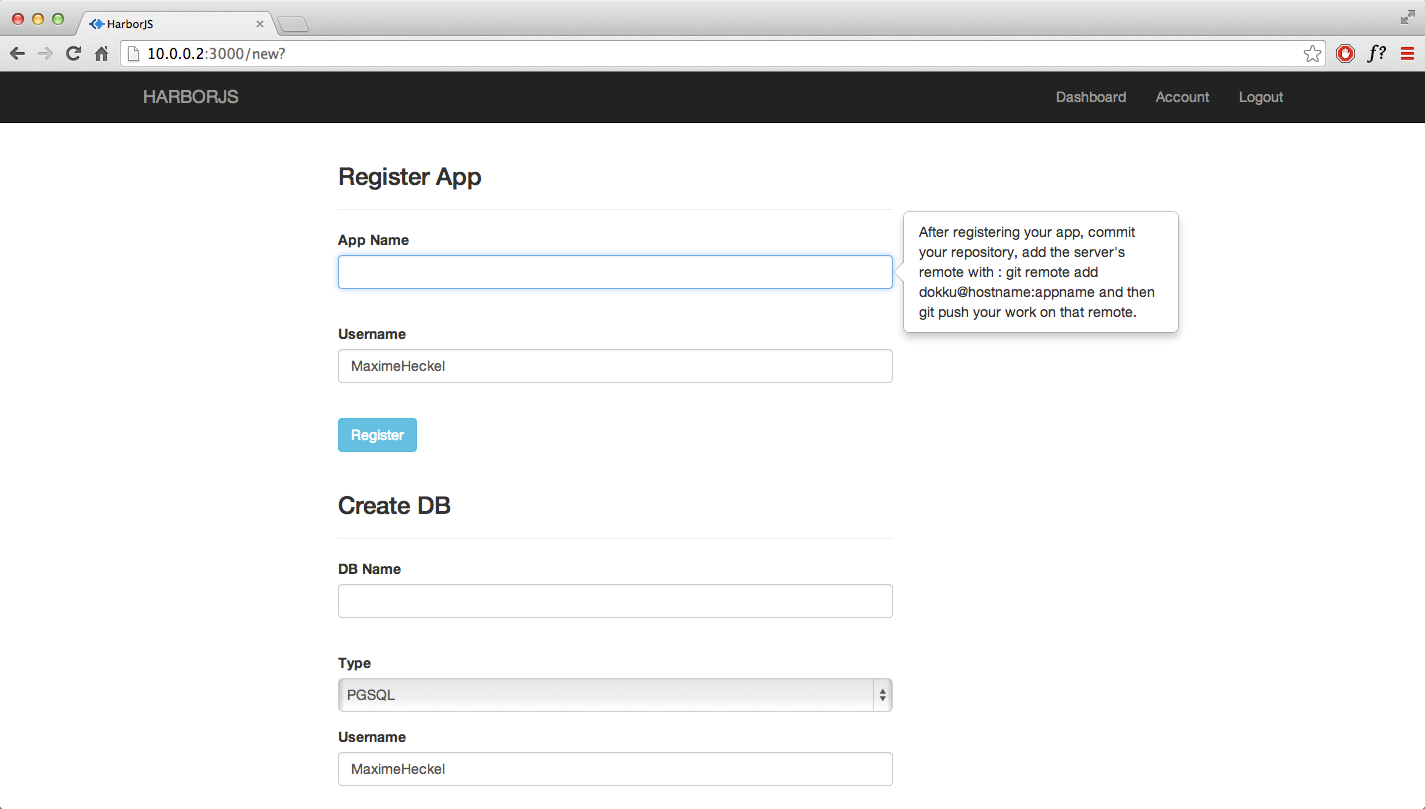 HarborJS
10.0.0.2:3000/new?
f?
HARBORJS
Dashboard
Account
Logout
Register App
App Name
After registering your app, commit
your repository, add the server's
remote with : git remote add
dokku@hostname:appname and then
git push your work on that remote.
Username
MaximeHeckel
Register
Create DB
DB Name
Type
PGSQL
Username
MaximeHeckel